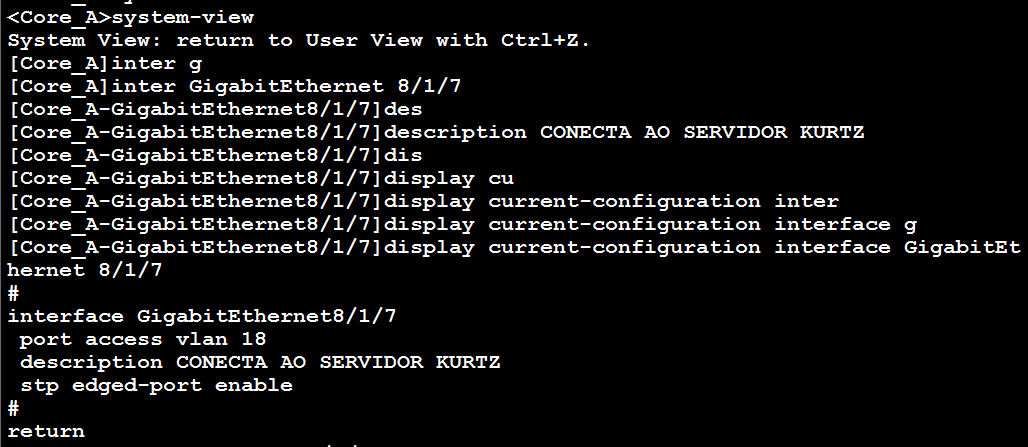 <Core_A>system-view
System View: return to User View with Ctrl+Z.
[Core_A]inter g
[Core_A]inter GigabitEthernet 8/1/7
[Core_A-GigabitEthernet8/1/7]des
[Core_A-GigabitEthernet8/1/7]description CONECTA AO SERVIDOR KURTZ
[Core_A-GigabitEthernet8/1/7]dis
[Core_A-GigabitEthernet8/1/7]display cu
[Core_A-GigabitEthernet8/1/7]display current-configuration inter
[Core_A-GigabitEthernet8/1/7]display current-configuration interface g
[Core_A-GigabitEthernet8/1/7]display current-configuration interface GigabitEt
hernet 8/1/7
#
interface GigabitEthernet8/1/7
 port access vlan 18
 description CONECTA AO SERVIDOR KURTZ
 stp edged-port enable
#
return